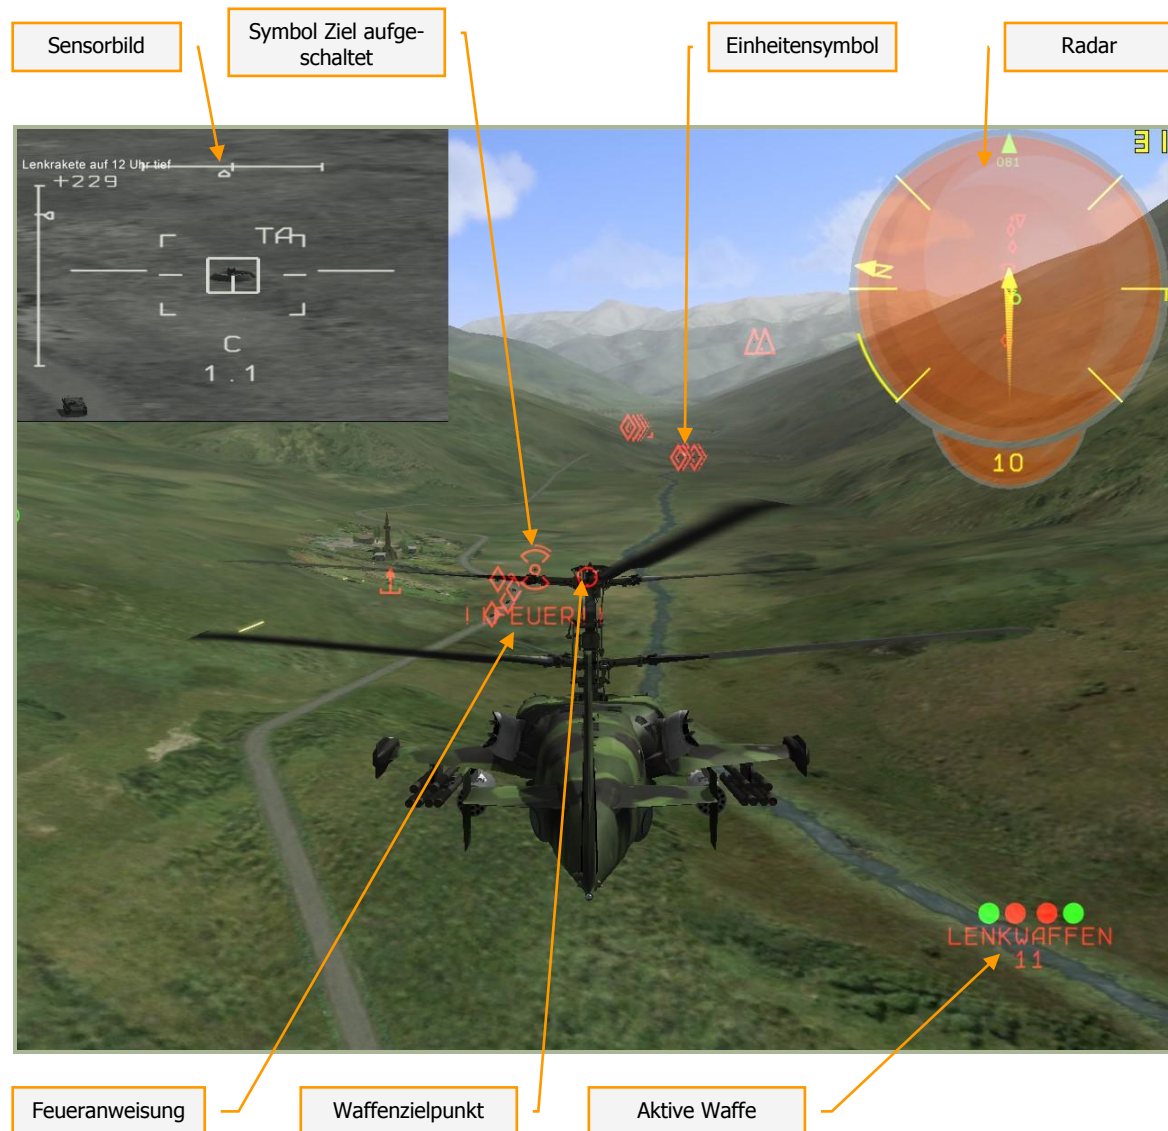 Sensorbild
Symbol Ziel aufge-
schaltet
Einheitensymbol
Radar
Lenkrakete auf 12 Uhr tief
+229
TA
C
1.1
081
N
10
! !FEUER! !
LENKWAFFEN
11
Feueranweisung
Waffenzielpunkt
Aktive Waffe